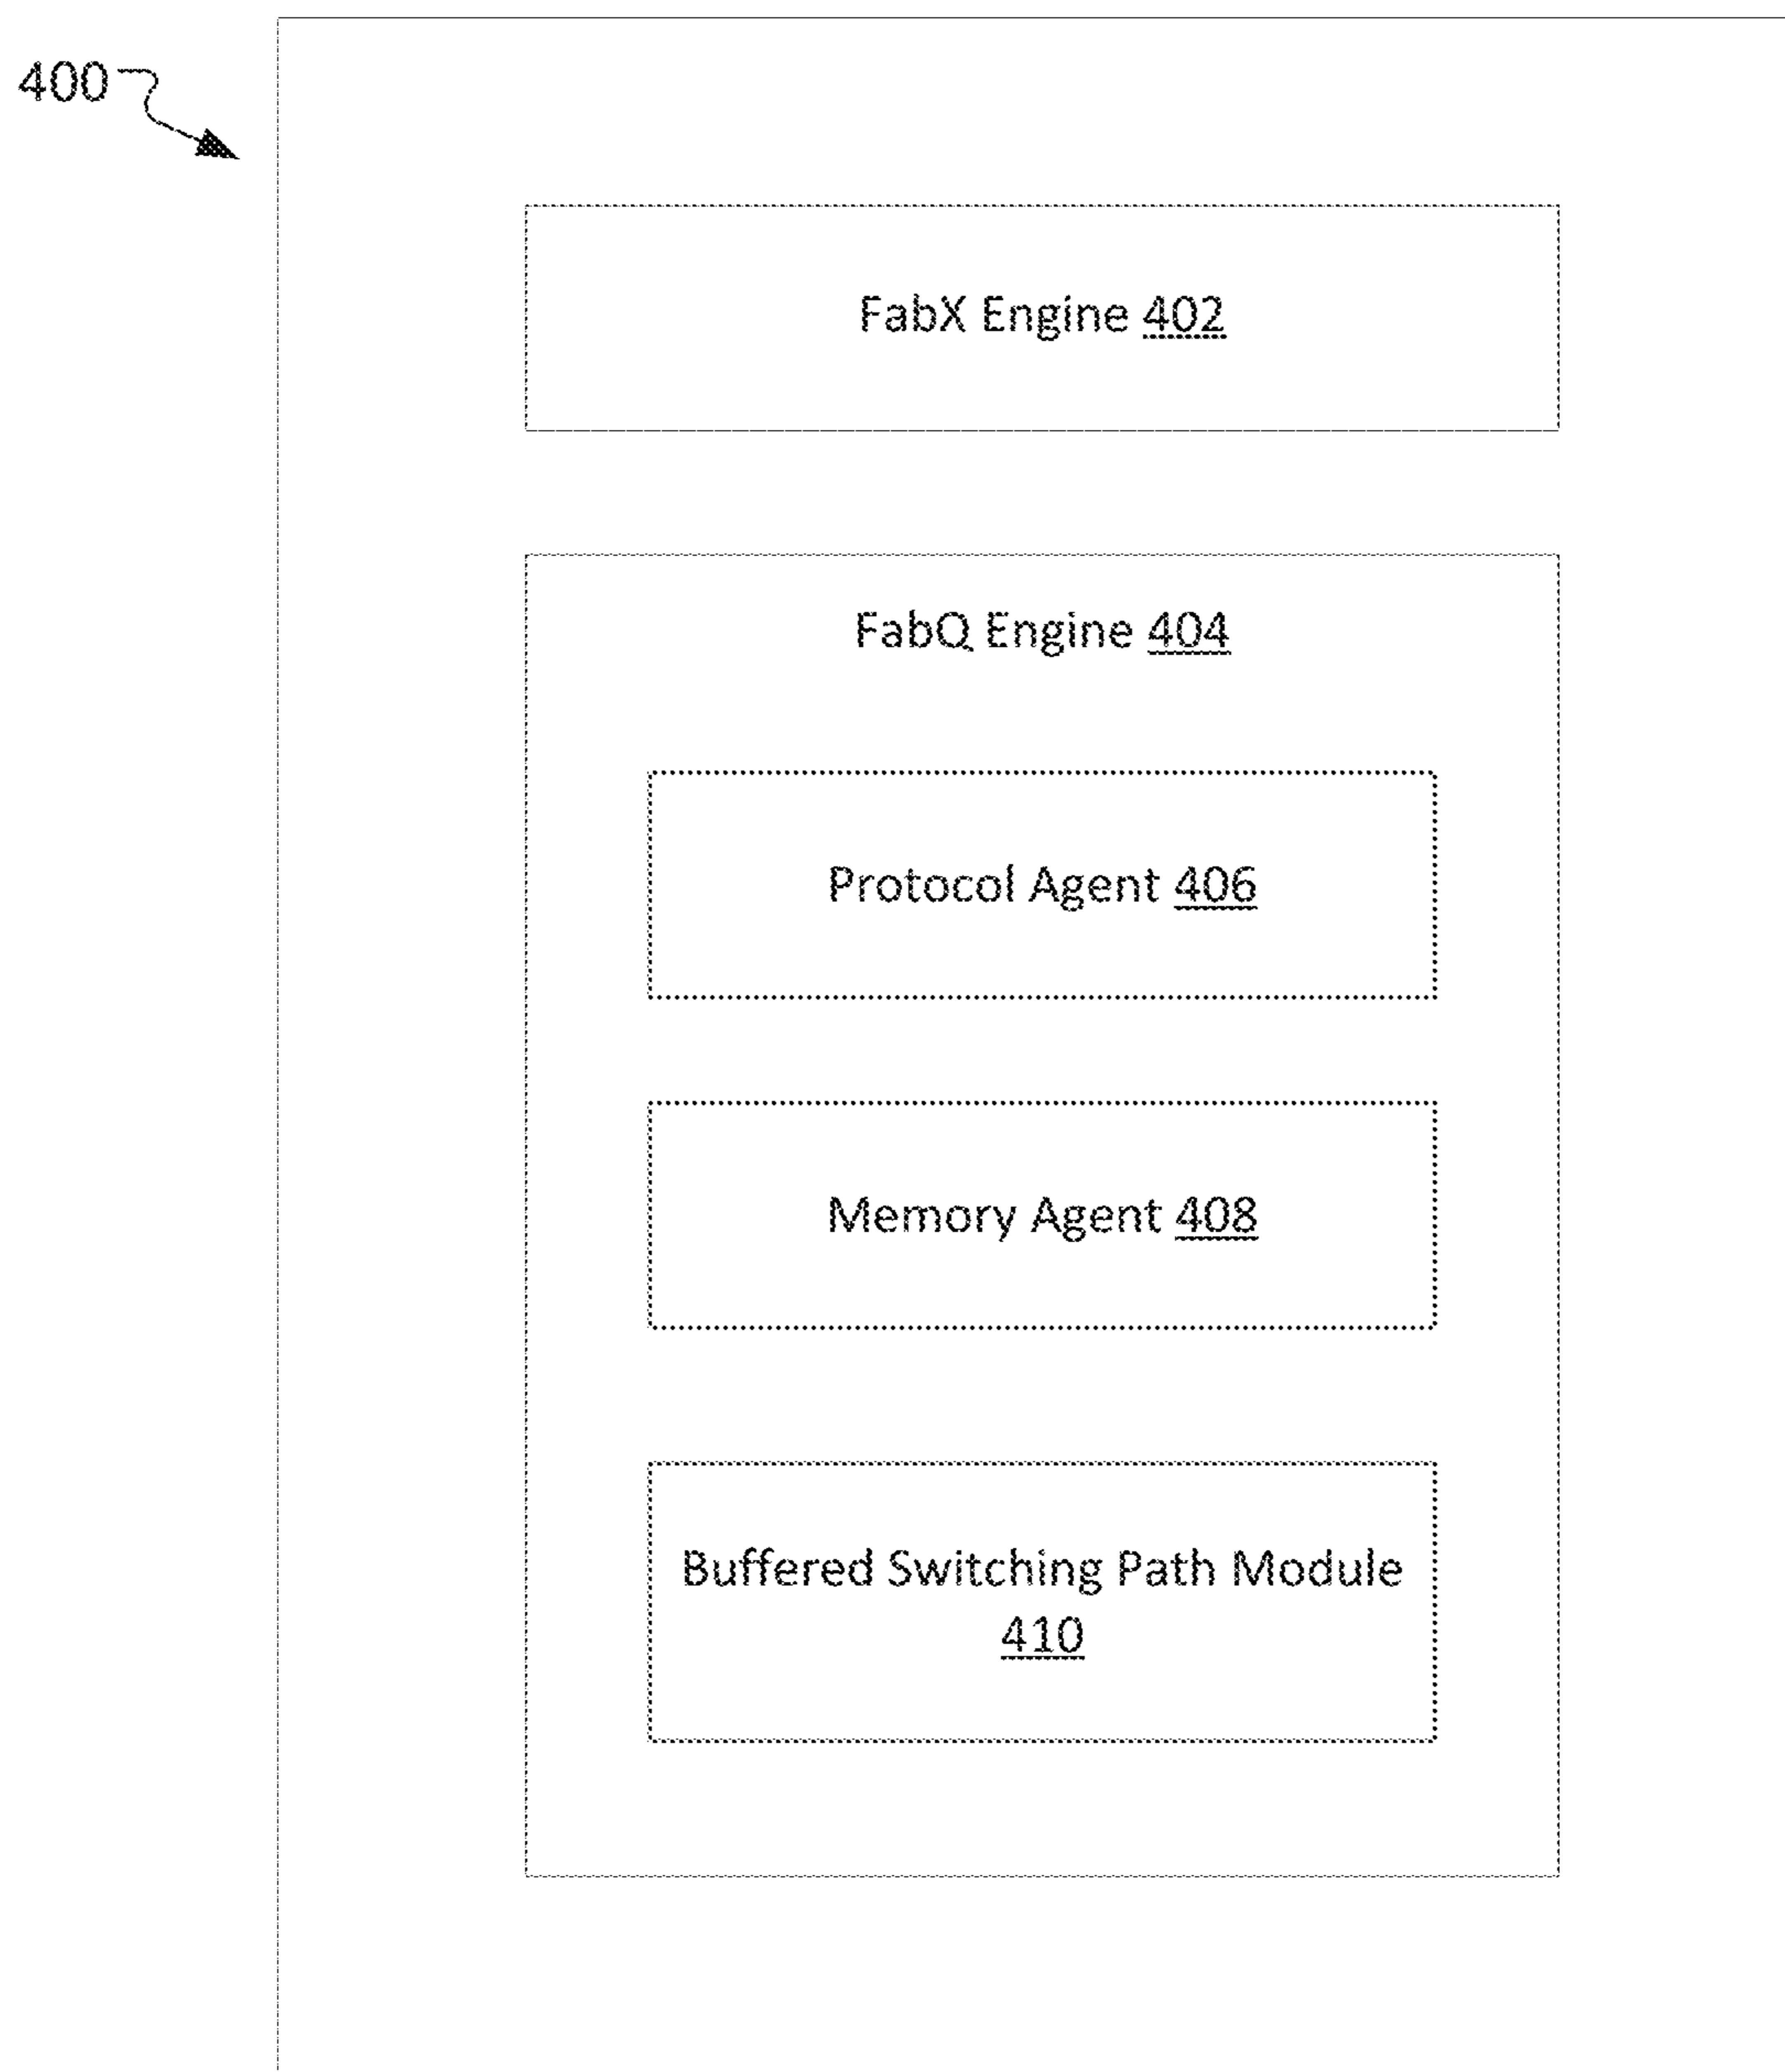 400
FabX Engine 402
FabQ Engine 404
Protocol Agent 406
Memory Agent 408
Buffered Switching Path Module
410